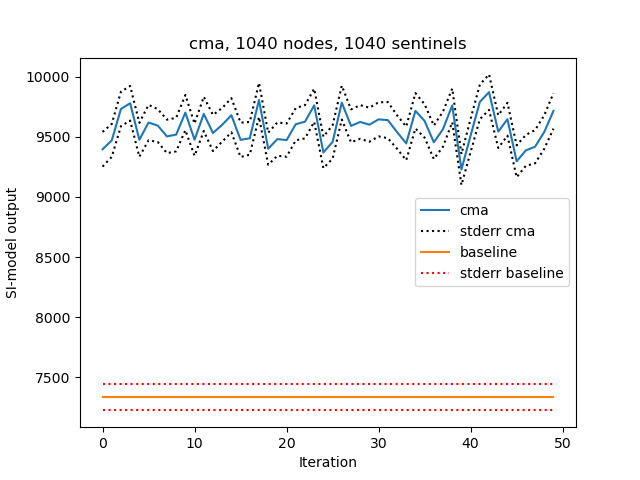 cma, 1040 nodes, 1040 sentinels
SI-model output
10000
9500
9000
8500
8000
7500
cma
stderr cma
baseline
stderr baseline
0 10 20 30 40 50
Iteration